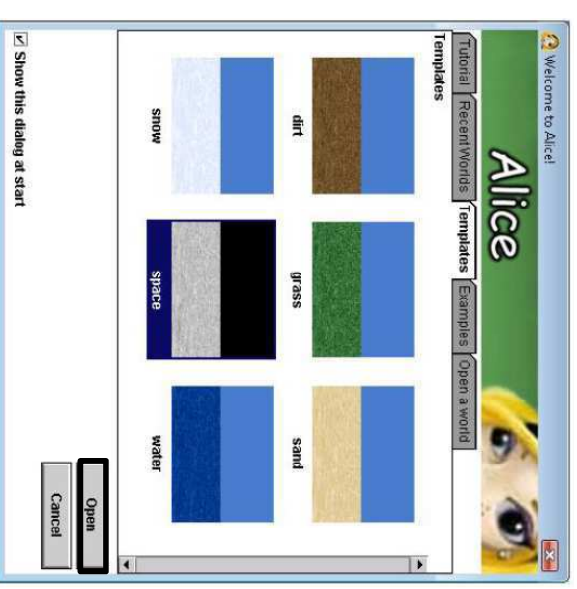 Welcome to Alice!
Alice
Tutorial Recent Worlds Templates Examples Open a world
Templates
dirt grass sand
snow space water
Open
Cancel
Show this dialog at start